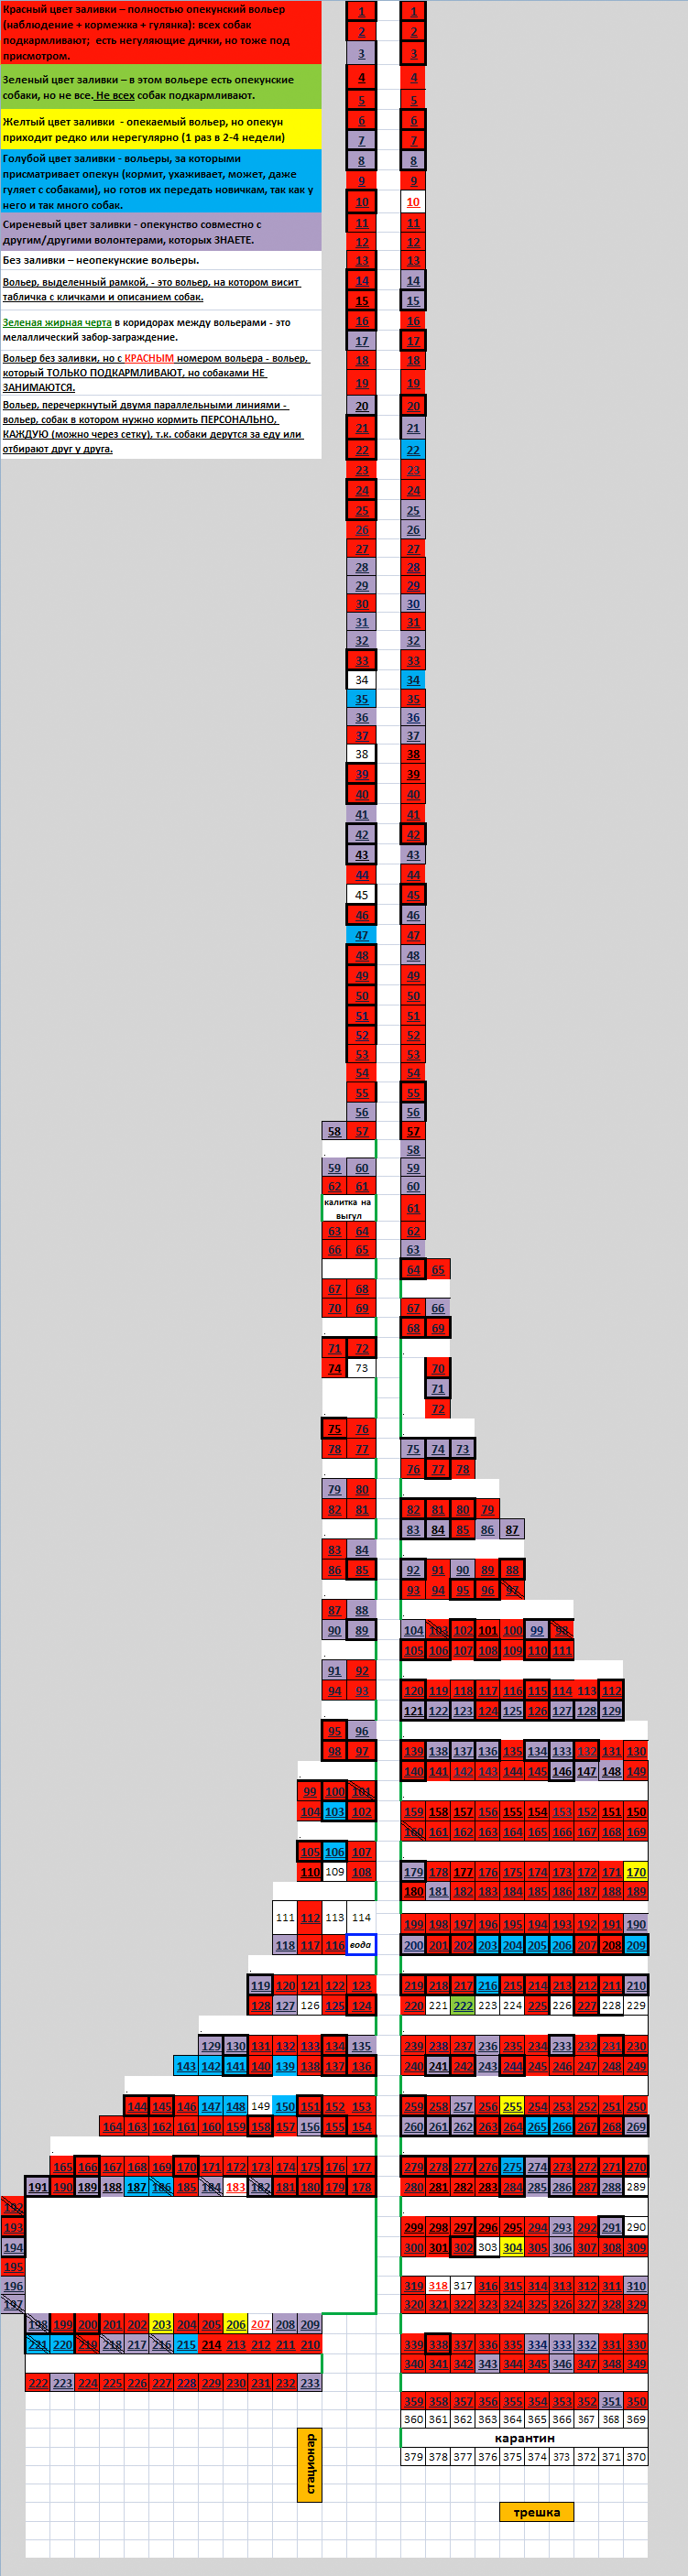 Красный цвет заливки – полностью опекунский вольер
(наблюдение + кормежка + гулянка): всех собак
подкармливают; есть негуляющие дички, но тоже под
присмотром.
Зеленый цвет заливки – в этом вольере есть опекунские
собаки, но не все. Не всех собак подкармливают.
Желтый цвет заливки - опекаемый вольер, но опекун
приходит редко или нерегулярно (1 раз в 2-4 недели)
Голубой цвет заливки - вольеры, за которыми
присматривает опекун (кормит, ухаживает, может, даже
гуляет с собаками), но готов их передать новичкам, так как у
него и так много собак.
Сиреневый цвет заливки - опекунство совместно с
другим/другими волонтерами, которых ЗНАЕТЕ.
Без заливки – неопекунские вольеры.
Вольер, выделенный рамкой, - это вольер, на котором висит
табличка с кличками и описанием собак.
Зеленая жирная черта в коридорах между вольерами - это
мелаллический забор-заграждение.
Вольер без заливки, но с КРАСНЫМ номером вольера - вольер,
который ТОЛЬКО ПОДКАРМЛИВАЮТ, но собаками НЕ
ЗАНИМАЮТСЯ.
Вольер, перечеркнутый двумя параллельными линиями -
вольер, собак в котором нужно кормить ПЕРСОНАЛЬНО,
КАЖДУЮ (можно через сетку), т.к. собаки дерутся за еду или
отбирают друг у друга.
1 1
2 2
3 3
4 4
5 5
6 6
7 7
8 8
9 9
10 10
11 11
12 12
13 13
14 14
15 15
16 16
17 17
18 18
19 19
20 20
21 21
22 22
23 23
24 24
25 25
26 26
27 27
28 28
29 29
30 30
31 31
32 32
33 33
34 34
35 35
36 36
37 37
38 38
39 39
40 40
41 41
42 42
43 43
44 44
45 45
46 46
47 47
48 48
49 49
50 50
51 51
52 52
53 53
54 54
55 55
56 56
58 57 57
58
59 60 59
62 61 60
калитка на
выгул 61
63 64 62
66 65 63
64 65
67 68
70 69 67 66
68 69
71 72
74 73 70
71
72
75 76
78 77 75 74 73
76 77 78
79 80
82 81 82 81 80 79
83 84 85 86 87
83 84
86 85 92 91 90 89 88
93 94 95 96 97
87 88
90 89 104 103 102 101 100 99 98
105 106 107 108 109 110 111
91 92
94 93 120 119 118 117 116 115 114 113 112
121 122 123 124 125 126 127 128 129
95 96
98 97 139 138 137 136 135 134 133 132 131 130
140 141 142 143 144 145 146 147 148 149
99 100 101
104 103 102 159 158 157 156 155 154 153 152 151 150
160 161 162 163 164 165 166 167 168 169
105 106 107
110 109 108 179 178 177 176 175 174 173 172 171 170
180 181 182 183 184 185 186 187 188 189
111 112 113 114 199 198 197 196 195 194 193 192 191 190
118 117 116 вода 200 201 202 203 204 205 206 207 208 209
119 120 121 122 123 219 218 217 216 215 214 213 212 211 210
128 127 126 125 124 220 221 222 223 224 225 226 227 228 229
129 130 131 132 133 134 135 239 238 237 236 235 234 233 232 231 230
143 142 141 140 139 138 137 136 240 241 242 243 244 245 246 247 248 249
144 145 146 147 148 149 150 151 152 153 259 258 257 256 255 254 253 252 251 250
164 163 162 161 160 159 158 157 156 155 154 260 261 262 263 264 265 266 267 268 269
165 166 167 168 169 170 171 172 173 174 175 176 177 279 278 277 276 275 274 273 272 271 270
191 190 189 188 187 186 185 184 183 182 181 180 179 178 280 281 282 283 284 285 286 287 288 289
192
193 299 298 297 296 295 294 293 292 291 290
194 300 301 302 303 304 305 306 307 308 309
195
196 319 318 317 316 315 314 313 312 311 310
197 320 321 322 323 324 325 326 327 328 329
198 199 200 201 202 203 204 205 206 207 208 209
221 220 219 218 217 216 215 214 213 212 211 210 339 338 337 336 335 334 333 332 331 330
340 341 342 343 344 345 346 347 348 349
222 223 224 225 226 227 228 229 230 231 232 233
359 358 357 356 355 354 353 352 351 350
360 361 362 363 364 365 366 367 368 369
стационар
карантин
379 378 377 376 375 374 373 372 371 370
трешка